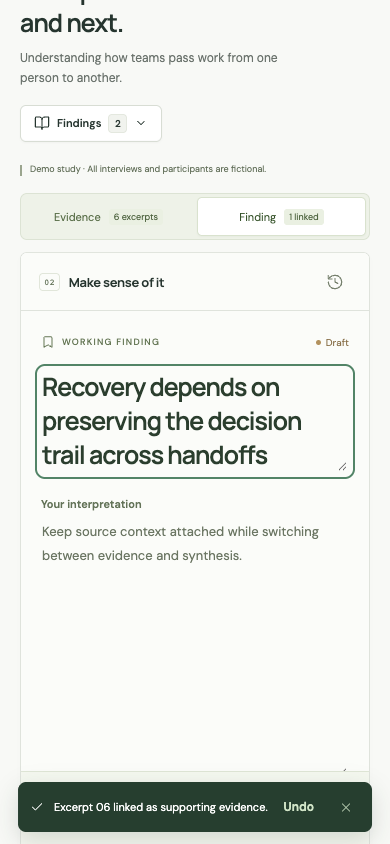 and next.
Understanding how teams pass work from one
person to another.
Findings 2
Demo study · All interviews and participants are fictional.
Evidence 6 excerpts Finding 1 linked
02 Make sense of it
WORKING FINDING Draft
Recovery depends on
preserving the decision
trail across handoffs
Your interpretation
Keep source context attached while switching
between evidence and synthesis.
Excerpt 06 linked as supporting evidence. Undo